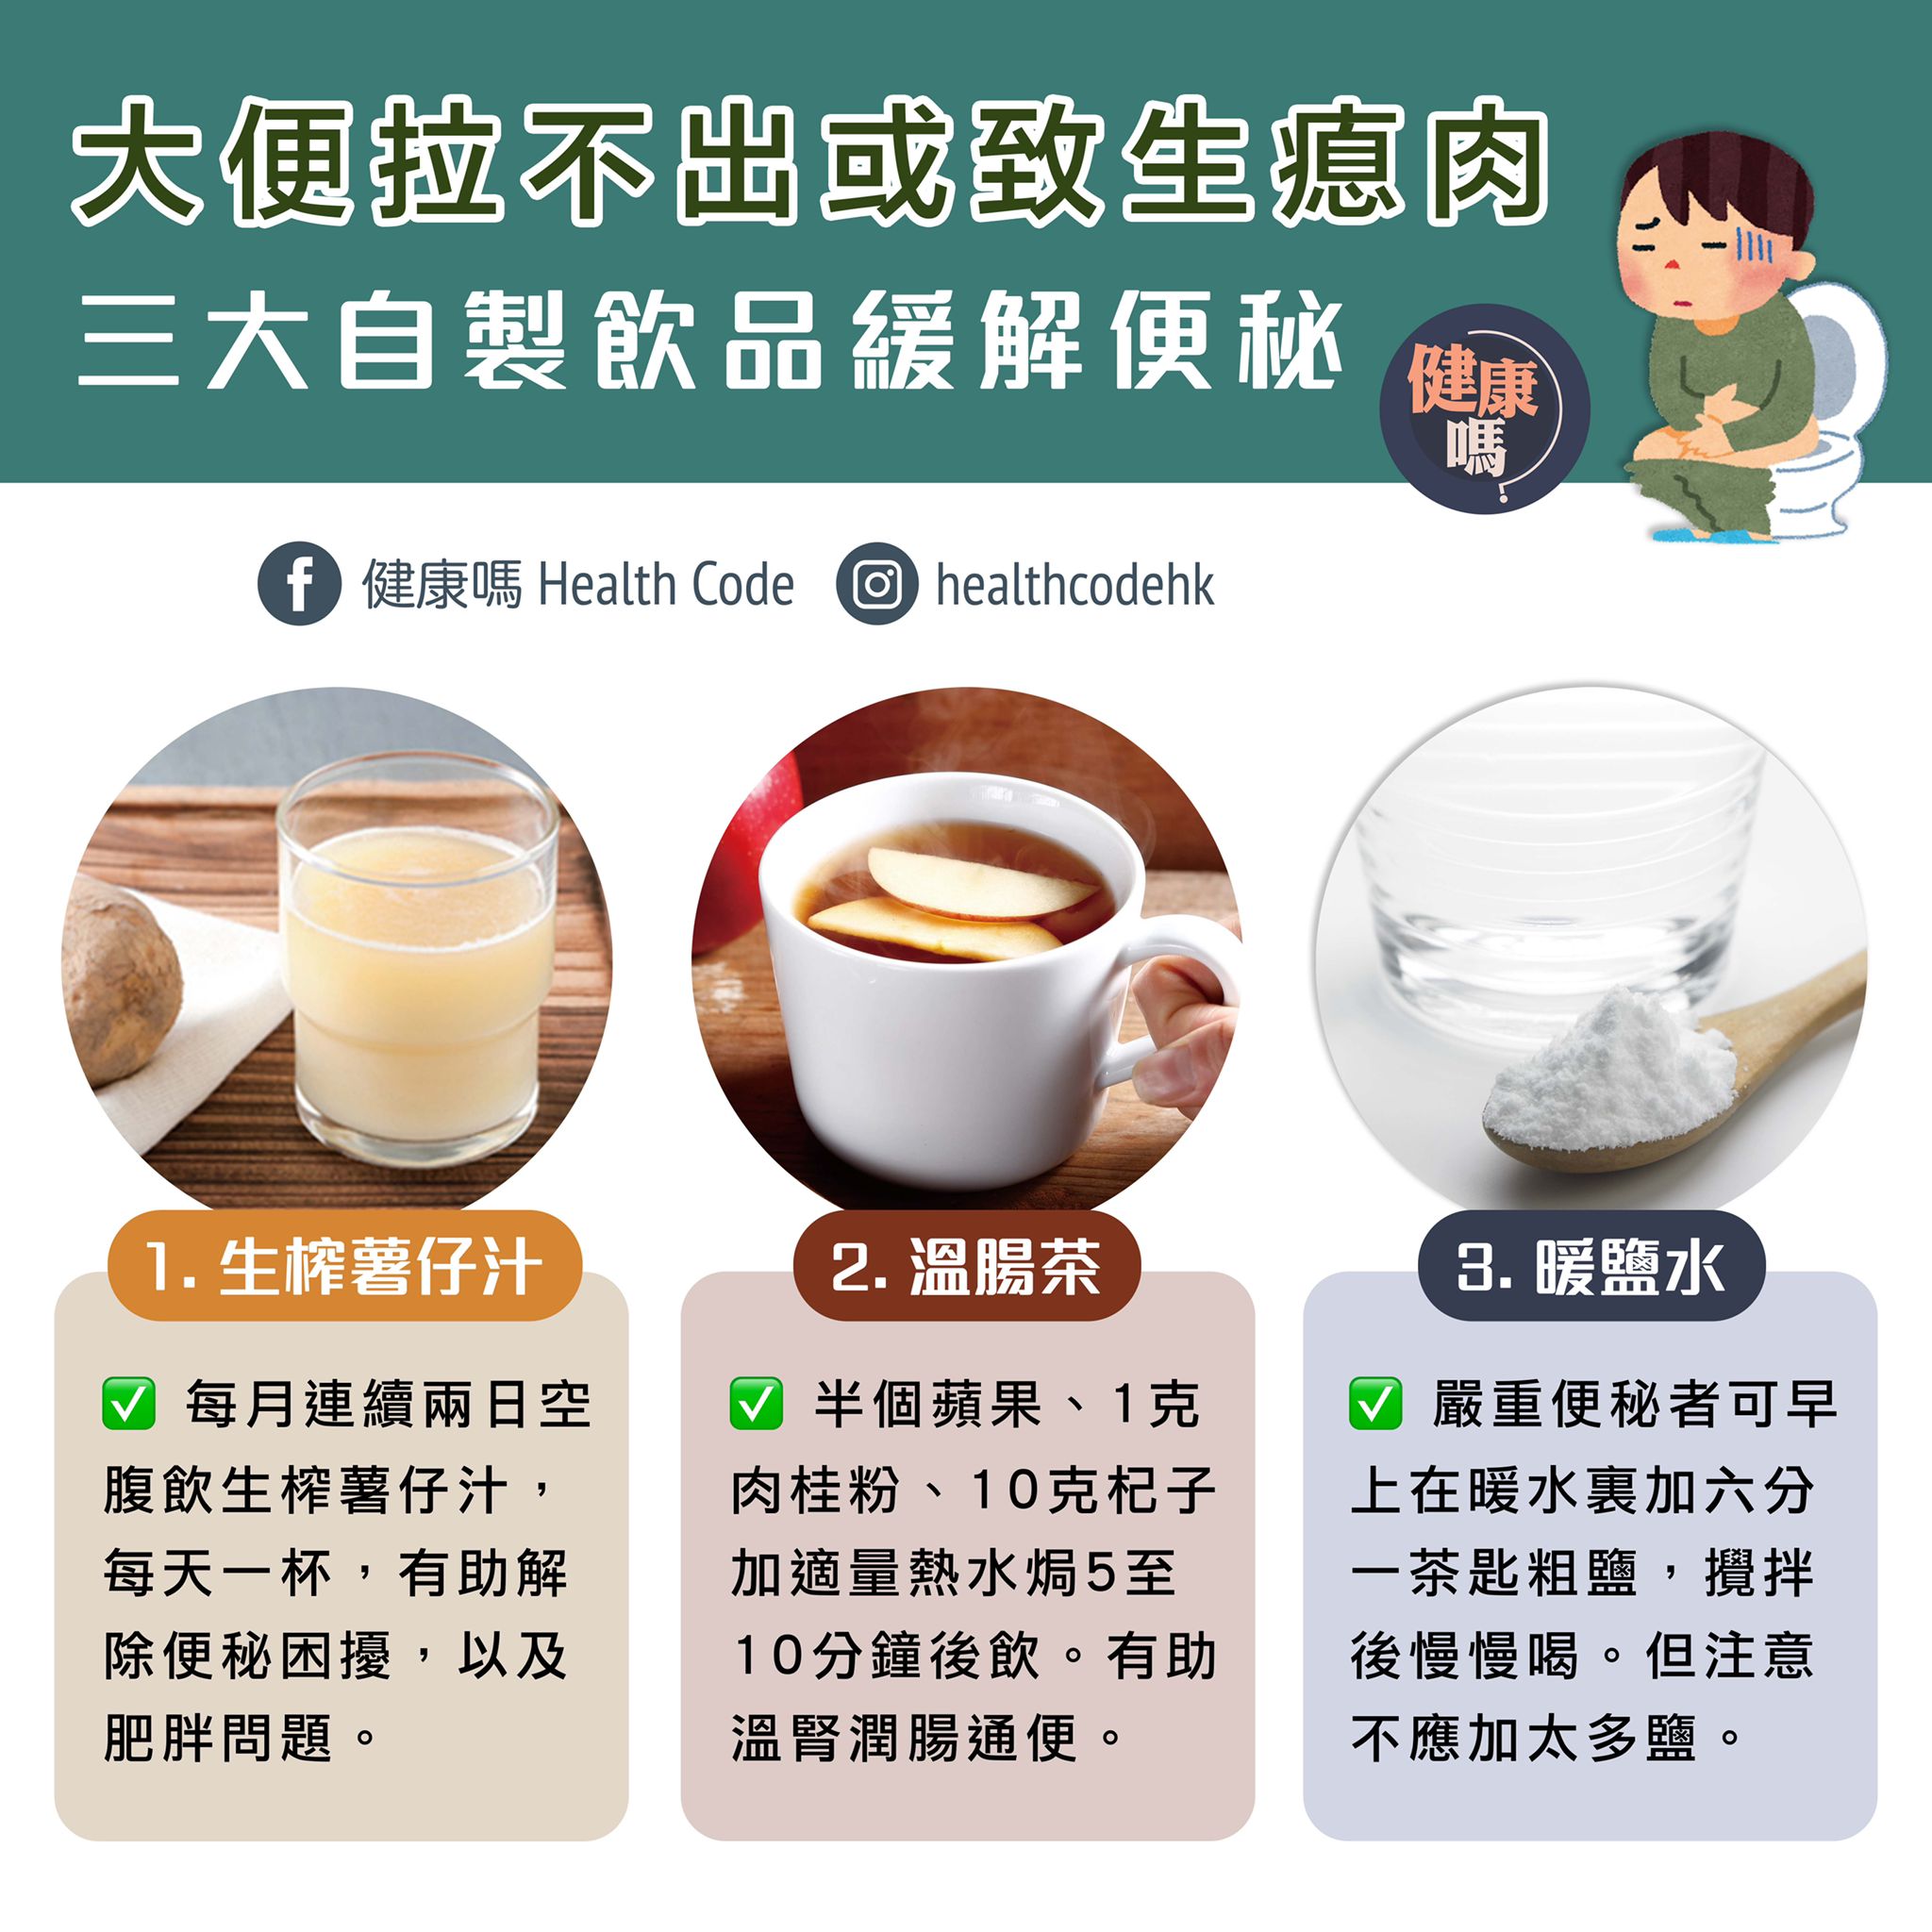 大便拉不出或致生瘜肉
三大自製飲品緩解便秘
健康
嗎?
健康嗎 Health Code
healthcodehk
1. 生榨薯仔汁
✅ 每月連續兩日空
腹飲生榨薯仔汁，
每天一杯，有助解
除便秘困擾，以及
肥胖問題。
2. 溫腸茶
✅ 半個蘋果、1克
肉桂粉、10克杞子
加適量熱水焗5至
10分鐘後飲。有助
溫腎潤腸通便。
3. 暖鹽水
✅ 嚴重便秘者可早
上在暖水裏加六分
一茶匙粗鹽，攪拌
後慢慢喝。但注意
不應加太多鹽。